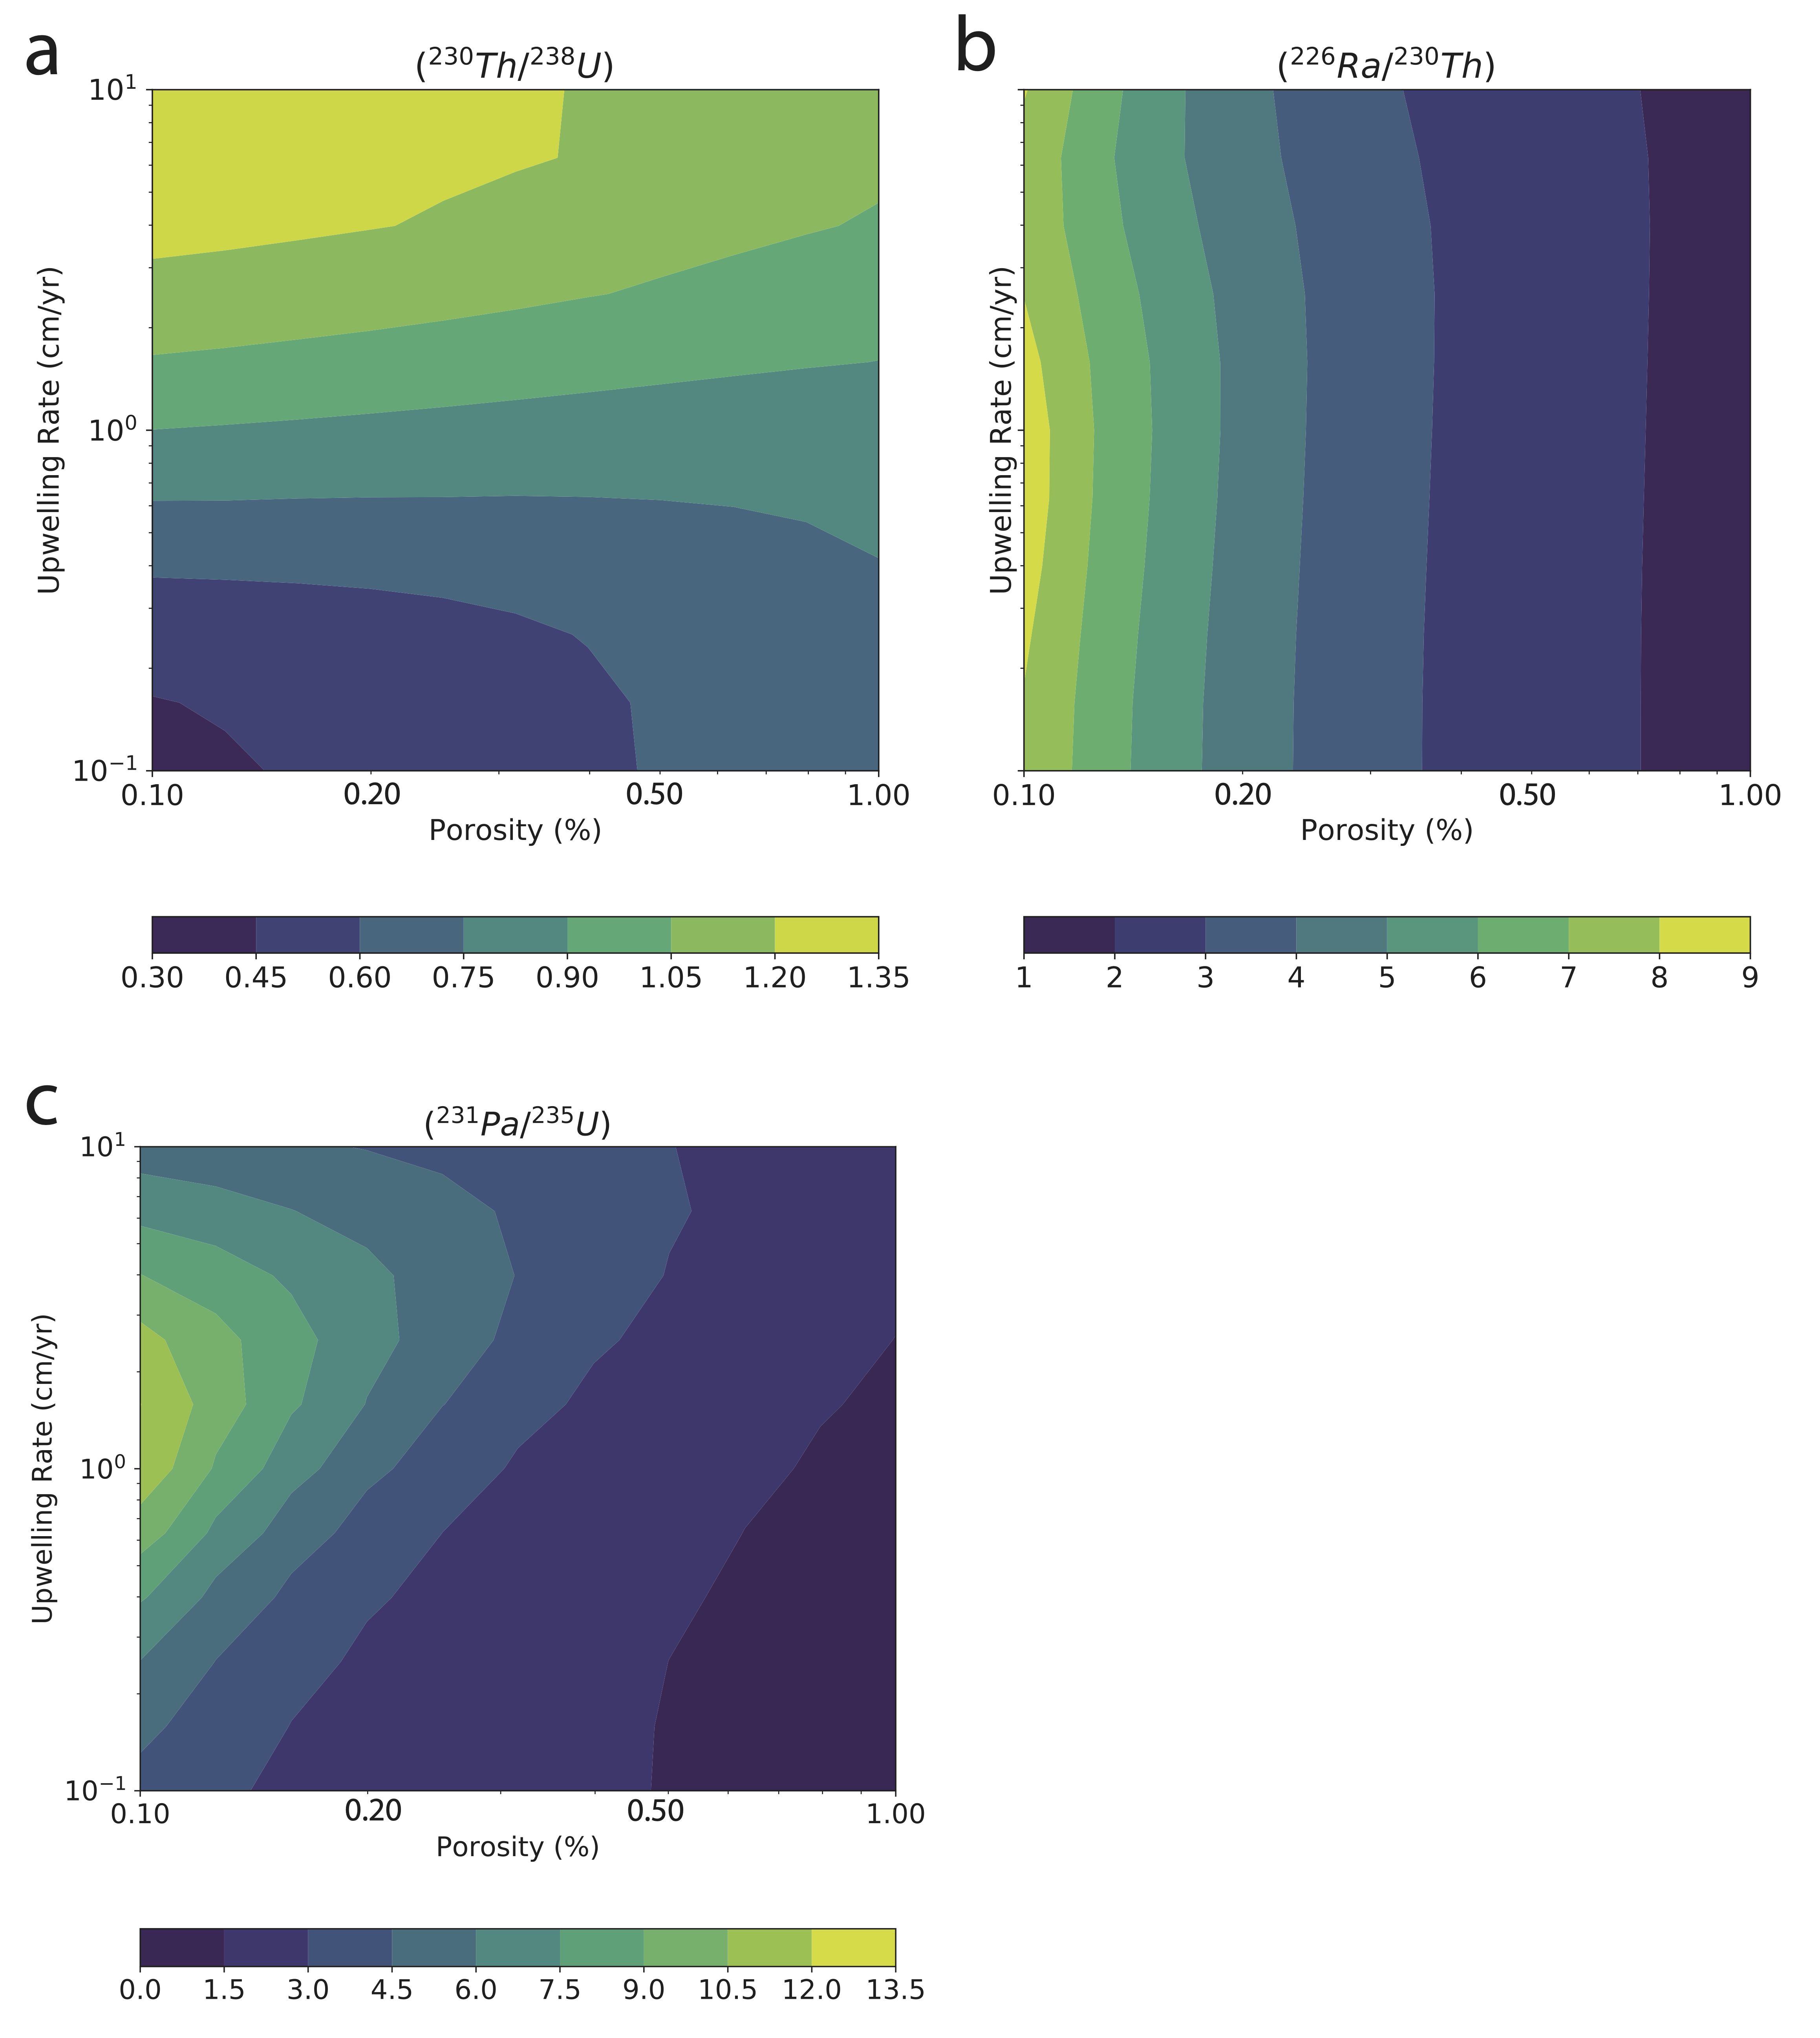 a
(²³⁰Th/²³⁸U)
10¹
10⁰
10⁻¹
Upwelling Rate (cm/yr)
0.10 0.20 0.50 1.00
Porosity (%)
0.30 0.45 0.60 0.75 0.90 1.05 1.20 1.35
b
(²²⁶Ra/²³⁰Th)
Upwelling Rate (cm/yr)
0.10 0.20 0.50 1.00
Porosity (%)
1 2 3 4 5 6 7 8 9
c
(²³¹Pa/²³⁵U)
10¹
10⁰
10⁻¹
Upwelling Rate (cm/yr)
0.10 0.20 0.50 1.00
Porosity (%)
0.0 1.5 3.0 4.5 6.0 7.5 9.0 10.5 12.0 13.5